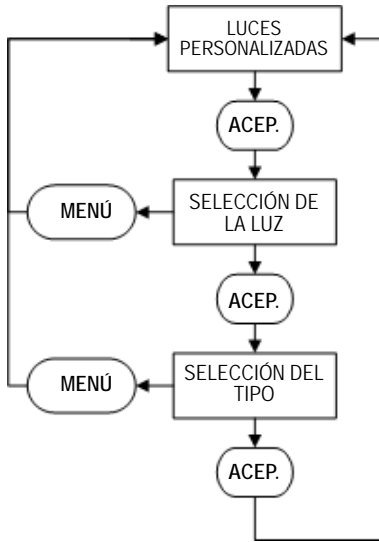 LUCES
PERSONALIZADAS
ACEP.
MENÚ
SELECCIÓN DE
LA LUZ
ACEP.
MENÚ
SELECCIÓN DEL
TIPO
ACEP.